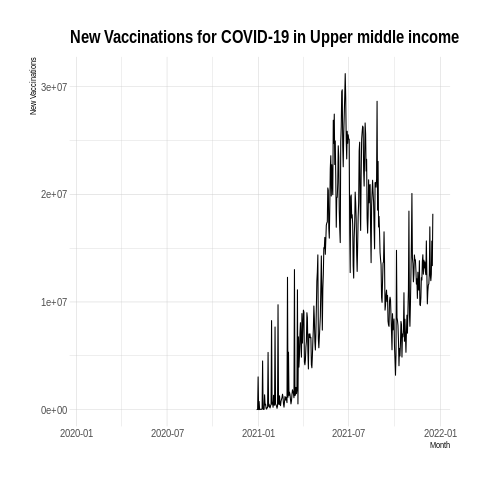 New Vaccinations for COVID-19 in Upper middle income
New Vaccinations
3e+07
2e+07
1e+07
0e+00
2020-01 2020-07 2021-01 2021-07 2022-01
Month